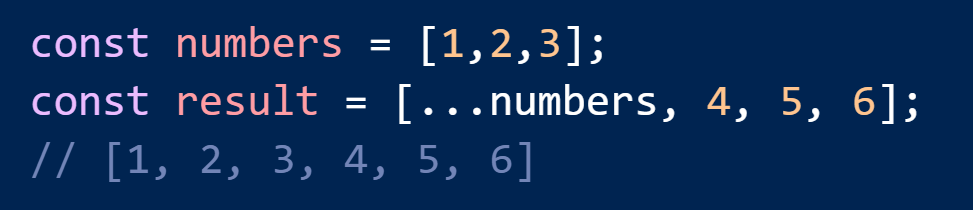 const numbers = [1,2,3];
const result = [...numbers, 4, 5, 6];
// [1, 2, 3, 4, 5, 6]